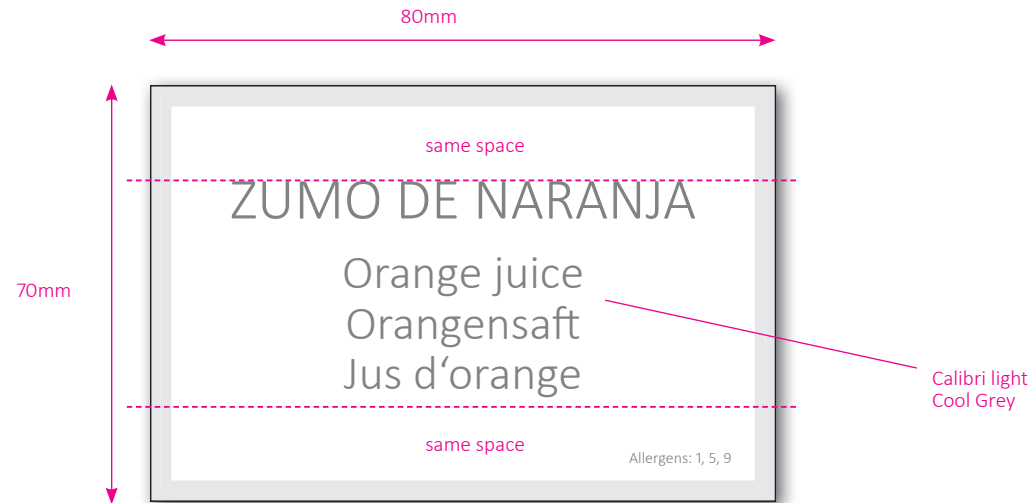 80mm
same space
ZUMO DE NARANJA
Orange juice
70mm
Orangensaft
Jus d‘orange
Calibri light
Cool Grey
same space
Allergens: 1, 5, 9